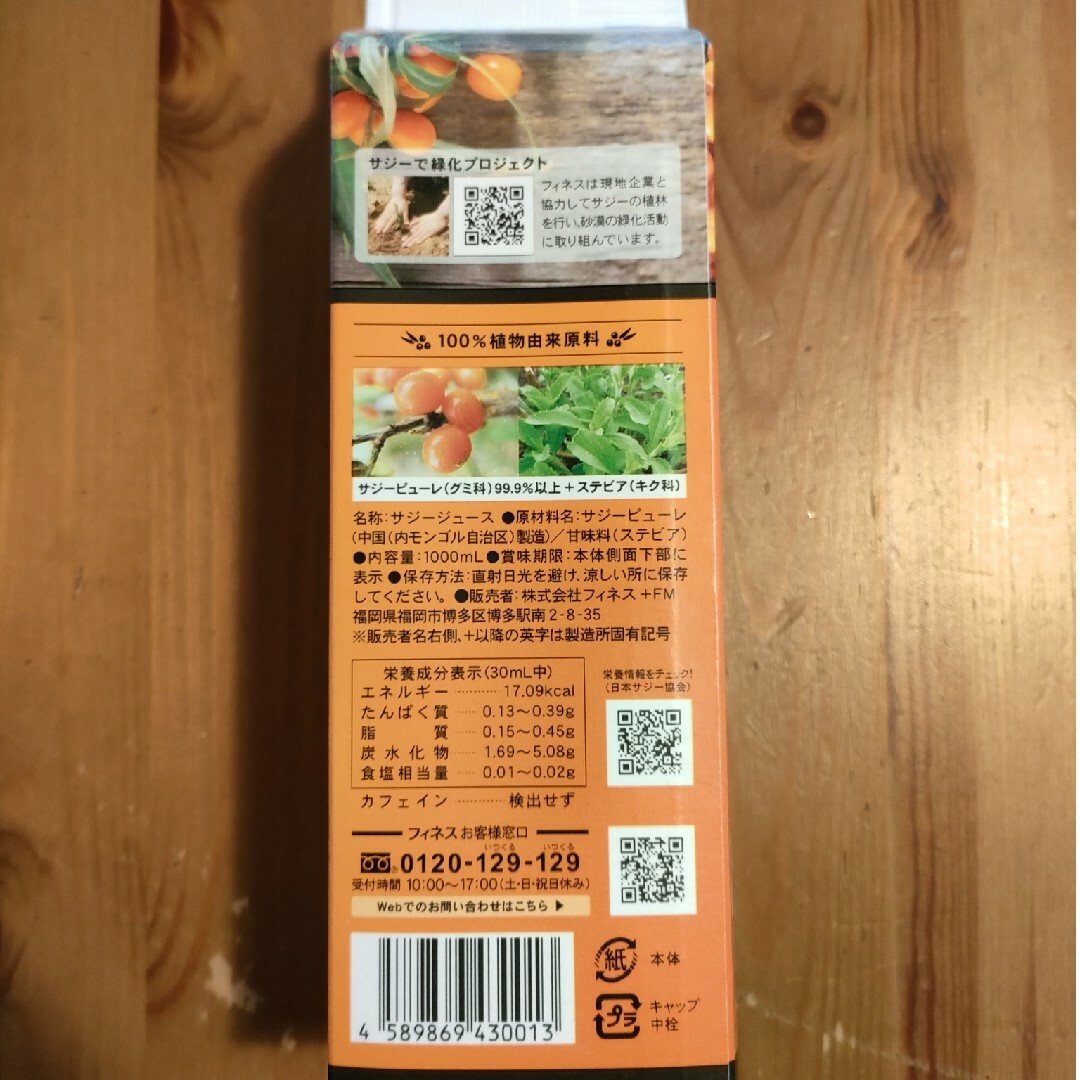 サジーで緑化プロジェクト
フィネスは現地企業と
協力してサジーの植林
を行い、砂漠の緑化活動
に取り組んでいます。
100%植物由来原料
サジーピューレ(グミ科)99.9%以上+ステビア(キク科)
名称:サジージュース ●原材料名:サジーピューレ
(中国(内モンゴル自治区)製造)/甘味料(ステビア)
●内容量:1000mL●賞味期限:本体側面下部に
表示 ●保存方法:直射日光を避け、涼しい所に保存
してください。 ●販売者:株式会社フィネス+FM
福岡県福岡市博多区博多駅南2-8-35
※販売者名右側、+以降の英字は製造所固有記号
栄養成分表示(30mL中)
エネルギー ………… 17.09kcal
たんぱく質 …… 0.13〜0.39g
脂 質 …… 0.15〜0.45g
炭水化物 …… 1.69〜5.08g
食塩相当量 …… 0.01〜0.02g
カフェイン ………… 検出せず
栄養情報をチェック!
(日本サジー協会)
フィネスお客様窓口
いつくる いつくる
0120-129-129
受付時間 10:00〜17:00(土・日・祝日休み)
Webでのお問い合わせはこちら ▶
4 589869 430013
紙 本体
プラ キャップ
中栓